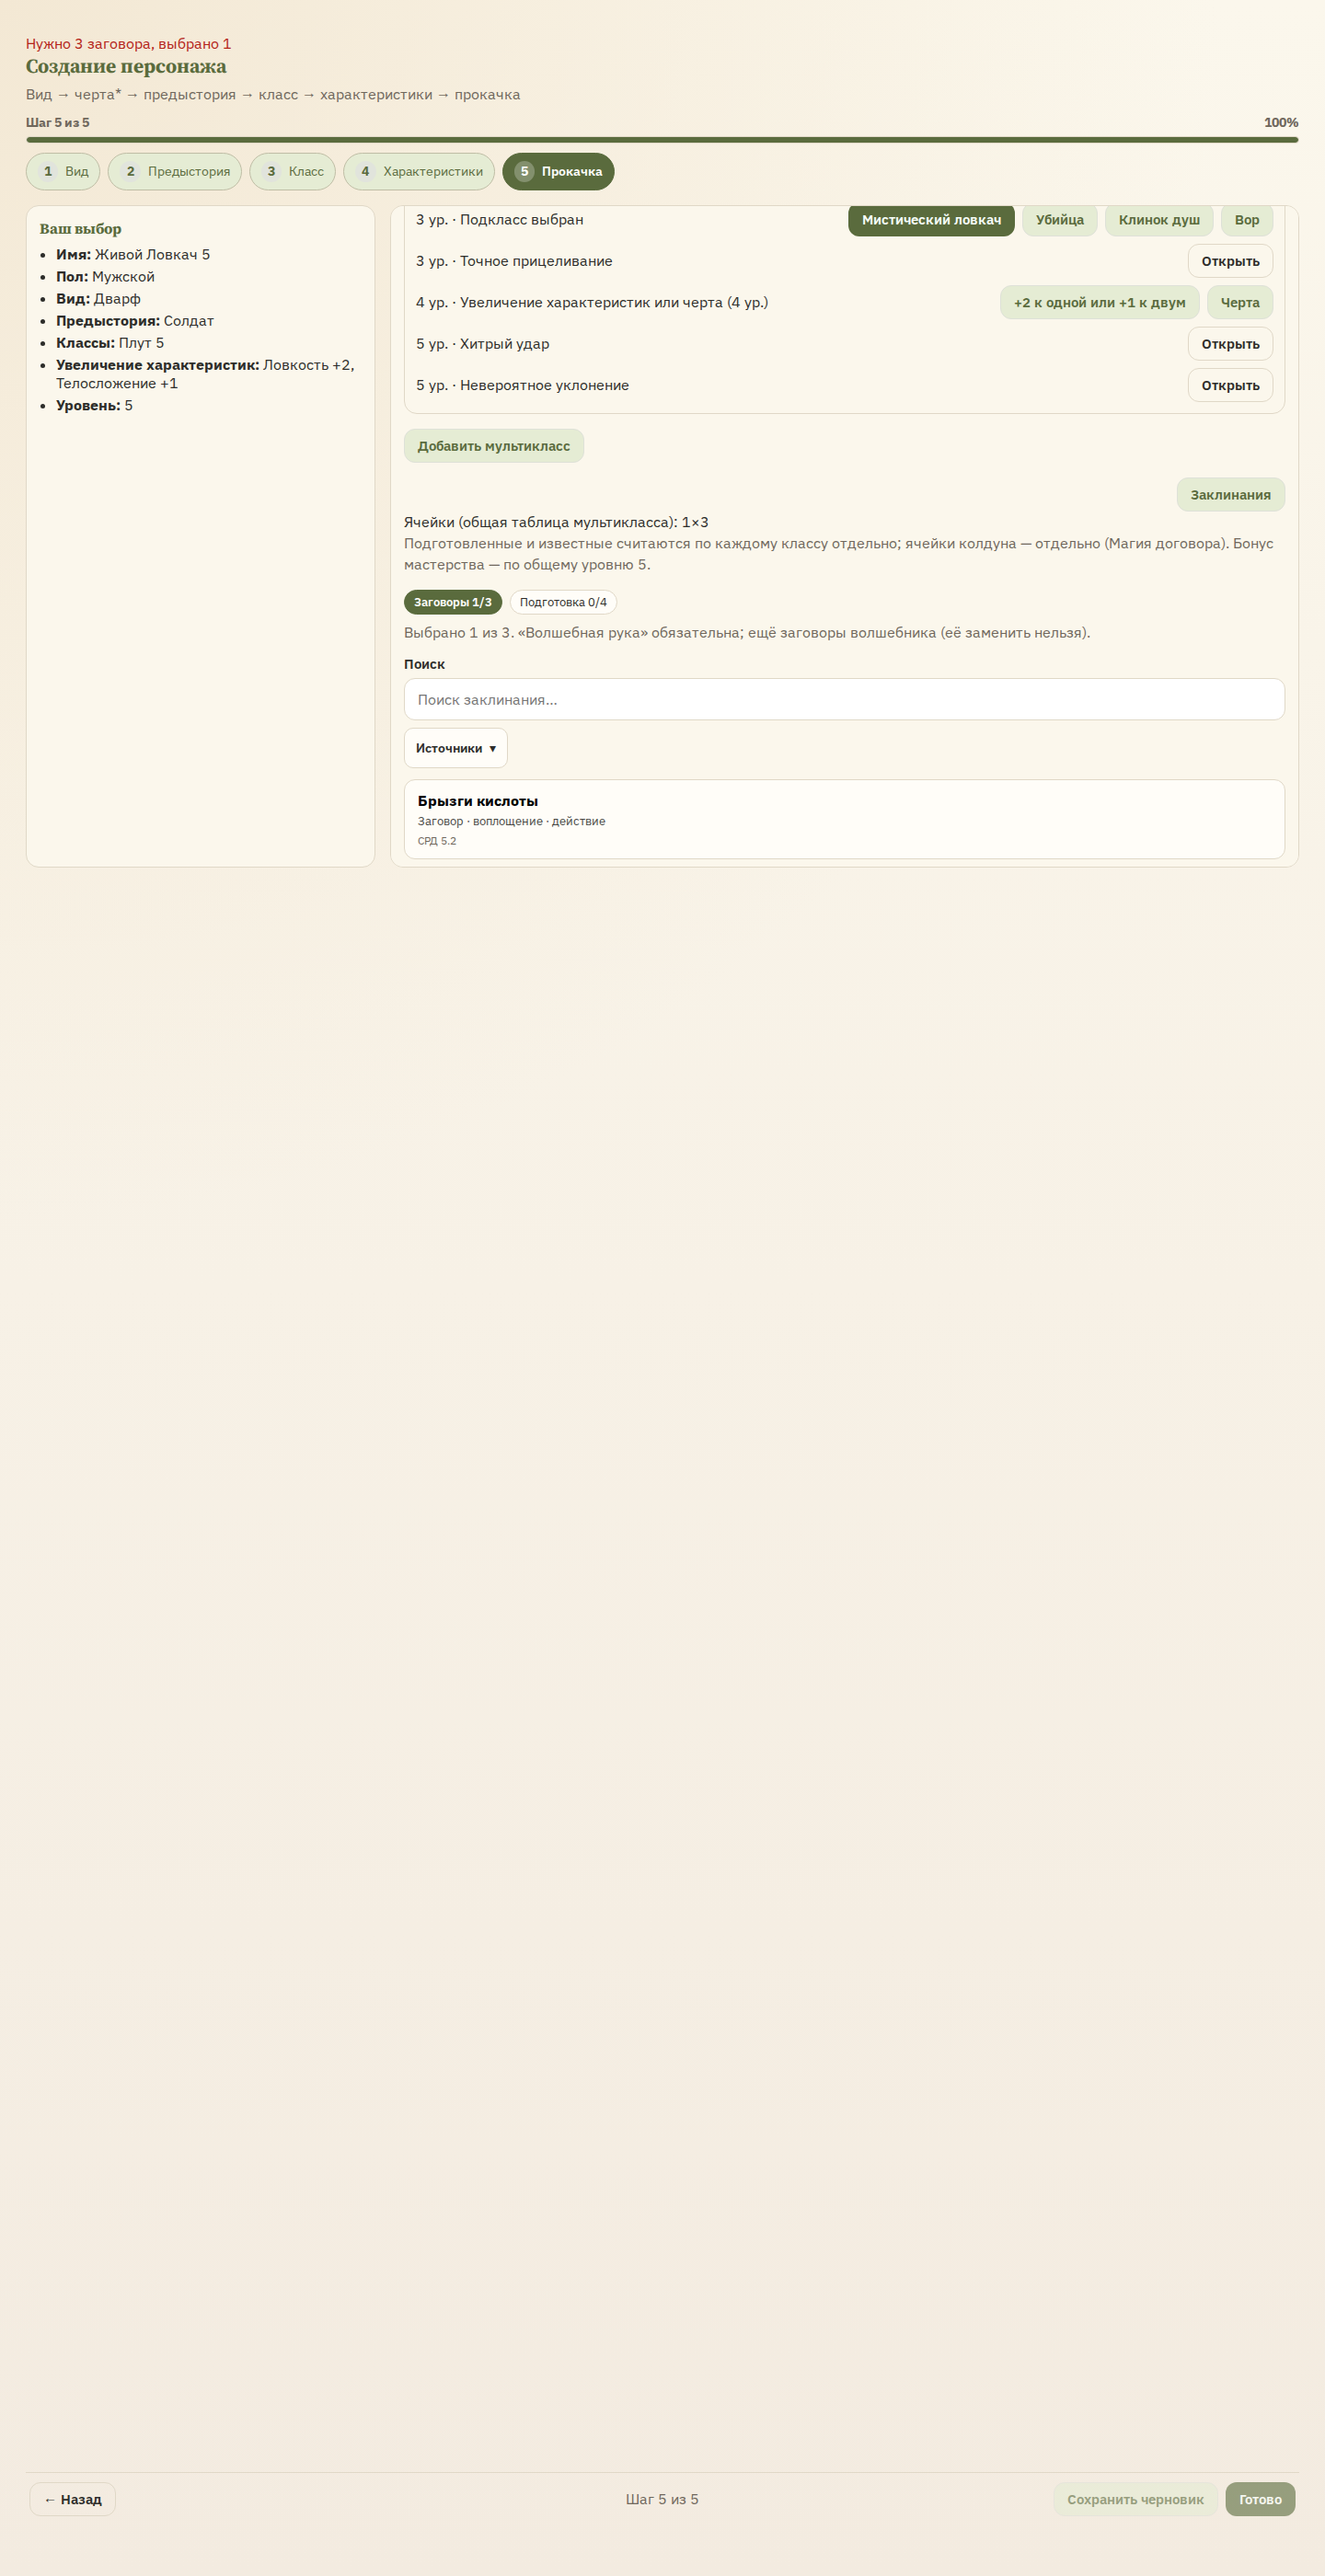 Нужно 3 заговора, выбрано 1
Создание персонажа
Вид → черта* → предыстория → класс → характеристики → прокачка
Шаг 5 из 5
100%
1 Вид
2 Предыстория
3 Класс
4 Характеристики
5 Прокачка
Ваш выбор
Имя: Живой Ловкач 5
Пол: Мужской
Вид: Дварф
Предыстория: Солдат
Классы: Плут 5
Увеличение характеристик: Ловкость +2,
Телосложение +1
Уровень: 5
3 ур. · Подкласс выбран
Мистический ловкач
Убийца
Клинок душ
Вор
3 ур. · Точное прицеливание
Открыть
4 ур. · Увеличение характеристик или черта (4 ур.)
+2 к одной или +1 к двум
Черта
5 ур. · Хитрый удар
Открыть
5 ур. · Невероятное уклонение
Открыть
Добавить мультикласс
Заклинания
Ячейки (общая таблица мультикласса): 1×3
Подготовленные и известные считаются по каждому классу отдельно; ячейки колдуна — отдельно (Магия договора). Бонус
мастерства — по общему уровню 5.
Заговоры 1/3
Подготовка 0/4
Выбрано 1 из 3. «Волшебная рука» обязательна; ещё заговоры волшебника (её заменить нельзя).
Поиск
Поиск заклинания...
Источники ▾
Брызги кислоты
Заговор · воплощение · действие
СРД 5.2
← Назад
Шаг 5 из 5
Сохранить черновик
Готово